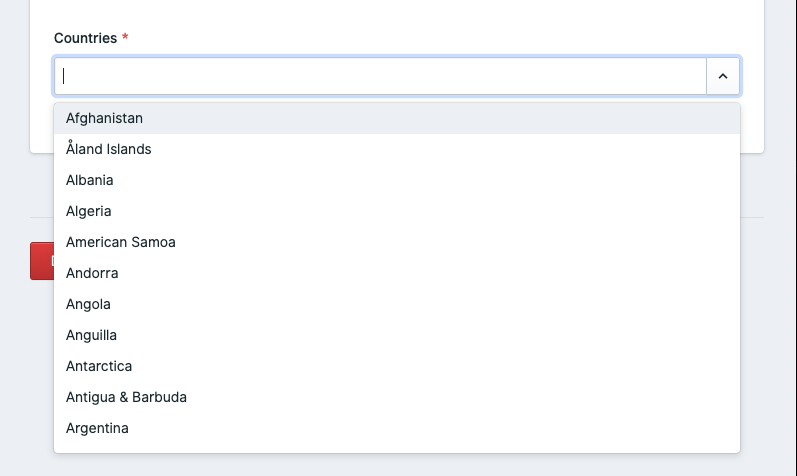 Countries *
Afghanistan
Åland Islands
Albania
Algeria
American Samoa
Andorra
Angola
Anguilla
Antarctica
Antigua & Barbuda
Argentina